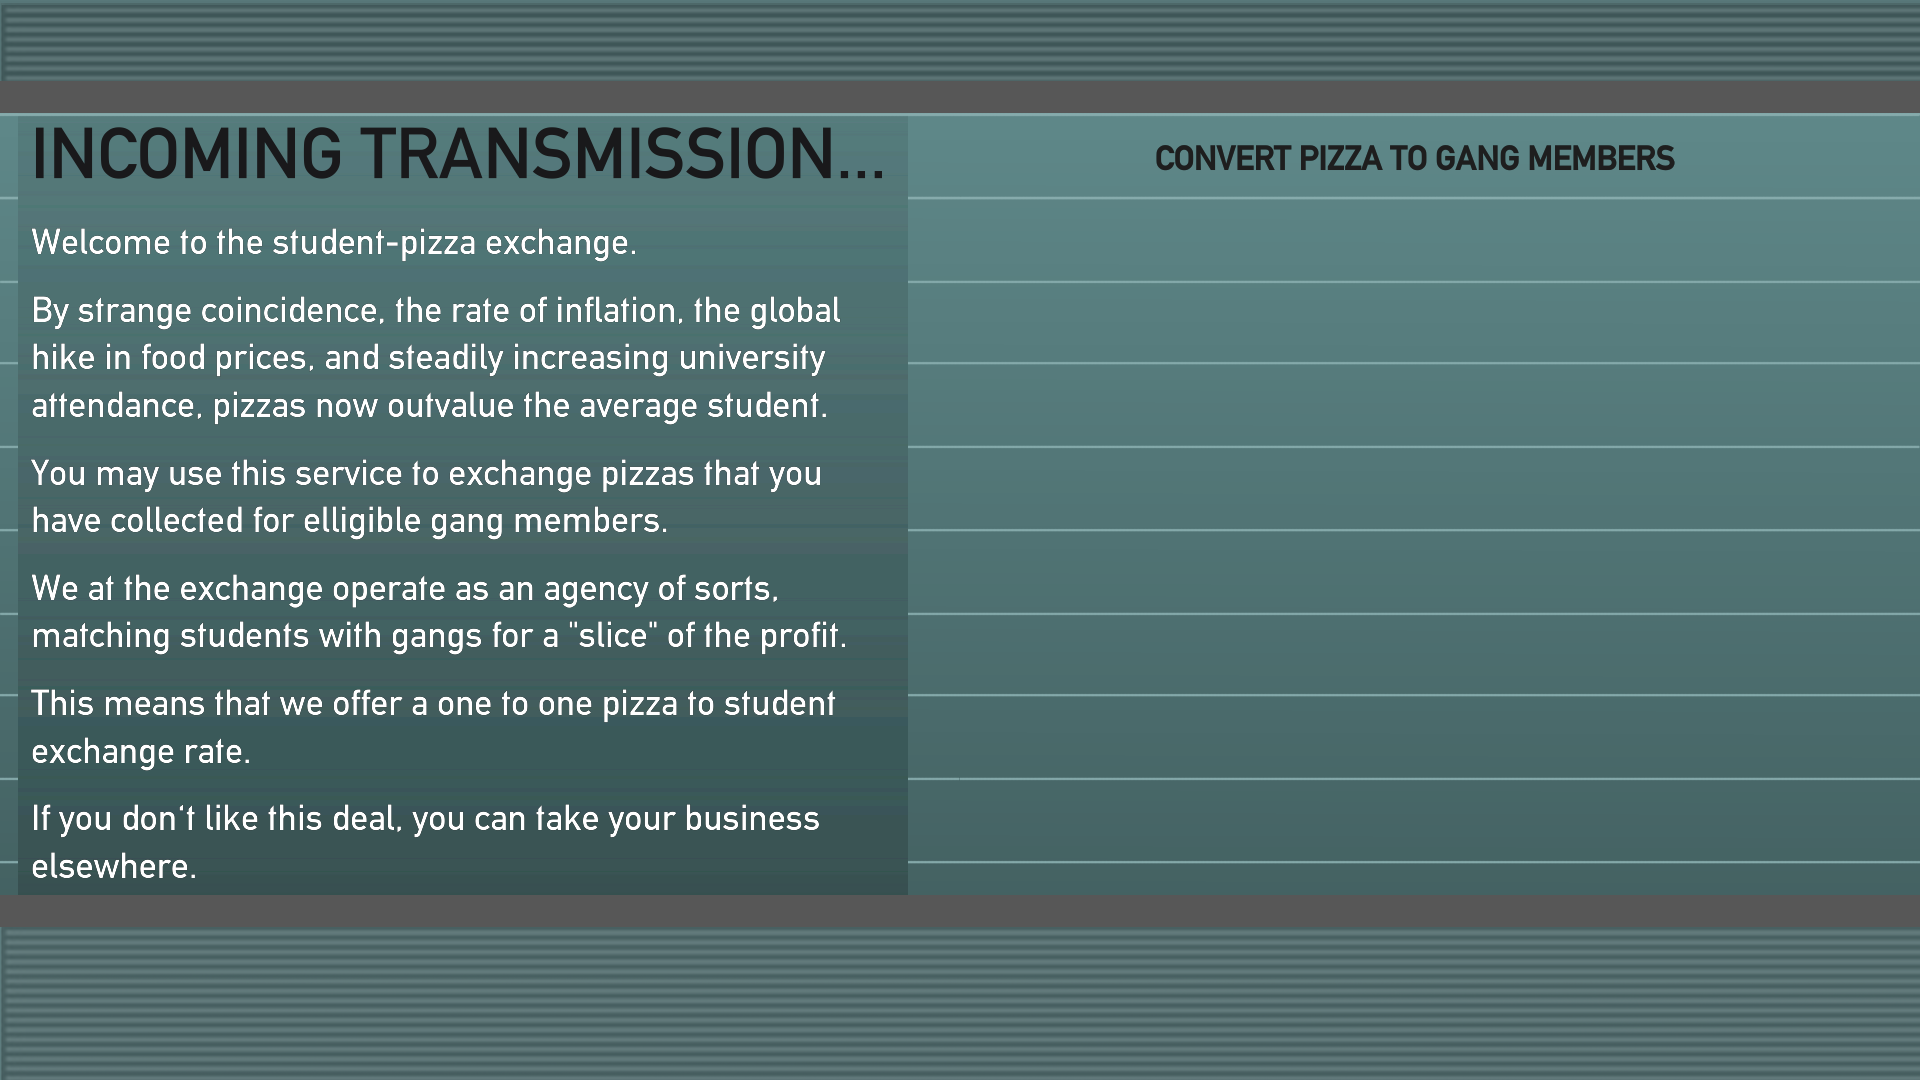 INCOMING TRANSMISSION...
Welcome to the student-pizza exchange.
By strange coincidence, the rate of inflation, the global
hike in food prices, and steadily increasing university
attendance, pizzas now outvalue the average student.
You may use this service to exchange pizzas that you
have collected for elligible gang members.
We at the exchange operate as an agency of sorts,
matching students with gangs for a "slice" of the profit.
This means that we offer a one to one pizza to student
exchange rate.
If you don't like this deal, you can take your business
elsewhere.
CONVERT PIZZA TO GANG MEMBERS